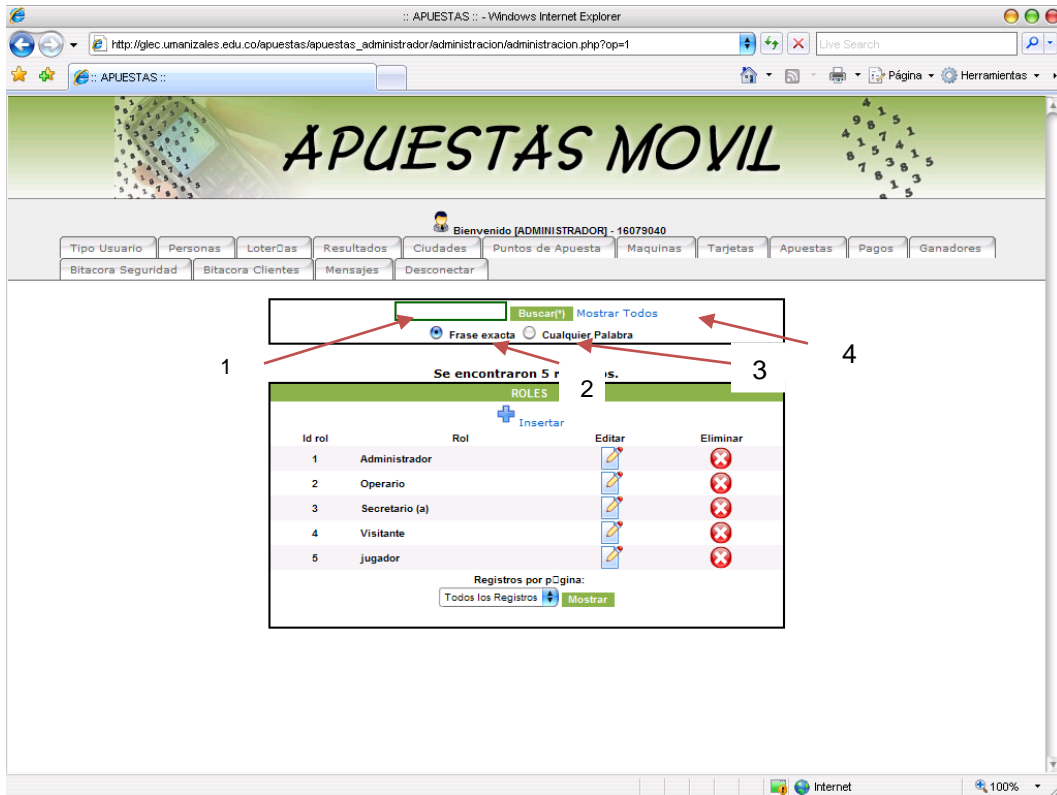 :: APUESTAS :: - Windows Internet Explorer
http://glec.umanizales.edu.co/apuestas/apuestas_administrador/administracion/administracion.php?op=1
Live Search
:: APUESTAS ::
Página
Herramientas
APUESTAS MOVIL
Bienvenido [ADMINISTRADOR] - 16079040
Tipo Usuario Personas Loter□as Resultados Ciudades Puntos de Apuesta Maquinas Tarjetas Apuestas Pagos Ganadores
Bitacora Seguridad Bitacora Clientes Mensajes Desconectar
Buscar(*) Mostrar Todos
Frase exacta Cualquier Palabra
1
2
3
4
Se encontraron 5 r os.
ROLES
Insertar
Id rol Rol Editar Eliminar
1 Administrador
2 Operario
3 Secretario (a)
4 Visitante
5 jugador
Registros por p□gina:
Todos los Registros Mostrar
Internet 100%